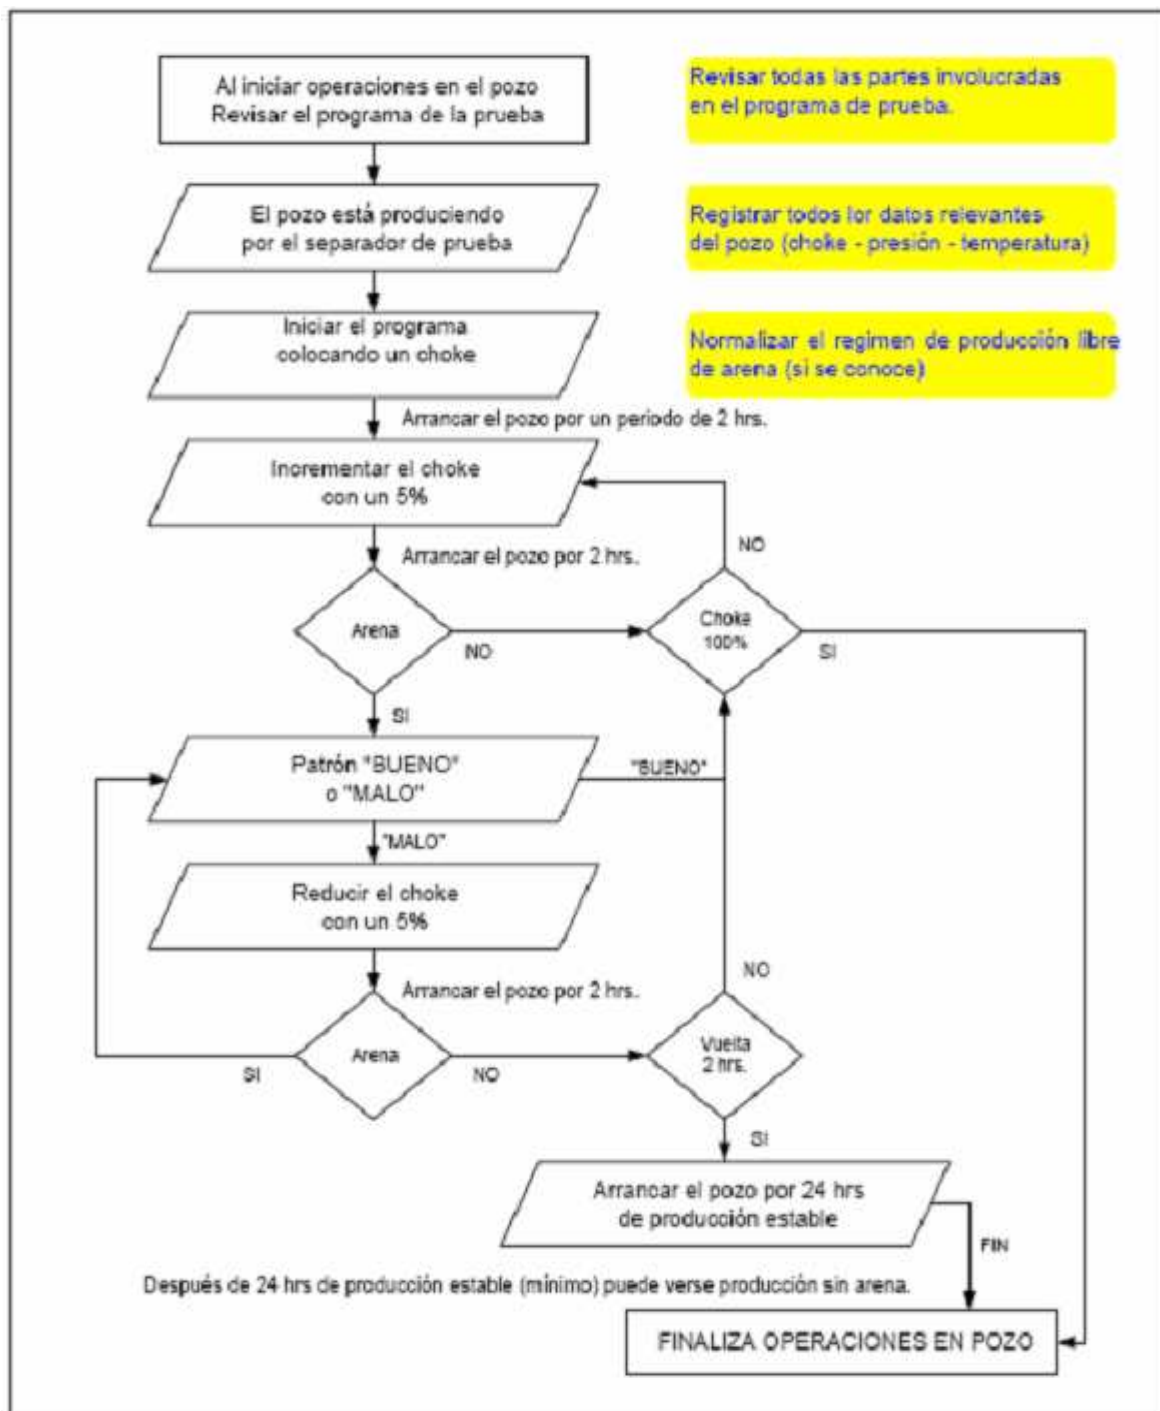 Al iniciar operaciones en el pozo
Revisar el programa de la prueba
Revisar todas las partes involucradas
en el programa de prueba.
El pozo está produciendo
por el separador de prueba
Registrar todos lor datos relevantes
del pozo (choke - presión - temperatura)
Iniciar el programa
colocando un choke
Normalizar el regimen de producción libre
de arena (si se conoce)
Arrancar el pozo por un periodo de 2 hrs.
Incrementar el choke
con un 5%
NO
Arrancar el pozo por 2 hrs.
Arena
NO
Choke
100%
SI
SI
Patrón "BUENO"
o "MALO"
"BUENO"
"MALO"
Reducir el choke
con un 5%
NO
Arrancar el pozo por 2 hrs.
SI
Arena
NO
Vuelta
2 hrs.
SI
Arrancar el pozo por 24 hrs
de producción estable
FIN
Después de 24 hrs de producción estable (mínimo) puede verse producción sin arena.
FINALIZA OPERACIONES EN POZO